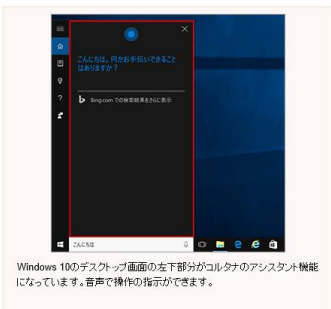 こんにちは。何かお手伝いできること
はありますか？
Bing.com での検索結果をさらに表示
こんにちは
Windows 10のデスクトップ画面の左下部分がコルタナのアシスタント機能
になっています。音声で操作の指示ができます。